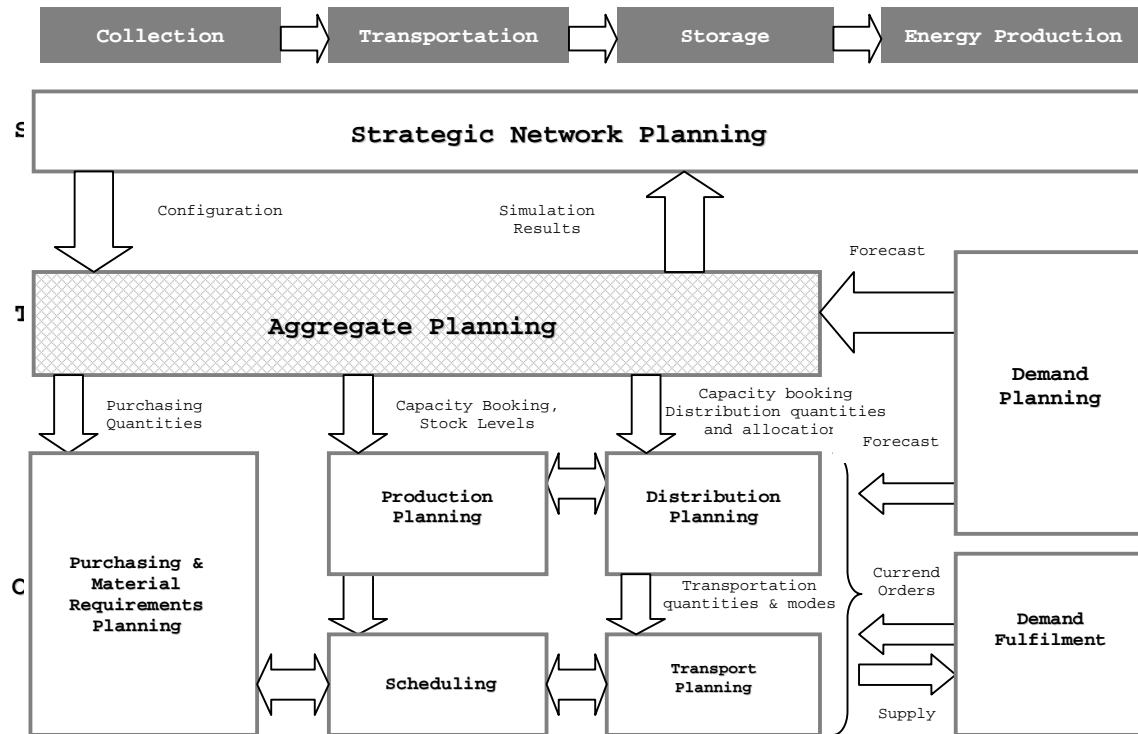 Collection
Transportation
Storage
Energy Production
Strategic Network Planning
Configuration
Simulation
Results
Forecast
Aggregate Planning
Demand
Planning
Purchasing
Quantities
Capacity Booking,
Stock Levels
Capacity booking
Distribution quantities
and allocation
Forecast
Production
Planning
Distribution
Planning
Purchasing &
Material
Requirements
Planning
Transportation
quantities & modes
Currend
Orders
Demand
Fulfilment
Scheduling
Transport
Planning
Supply